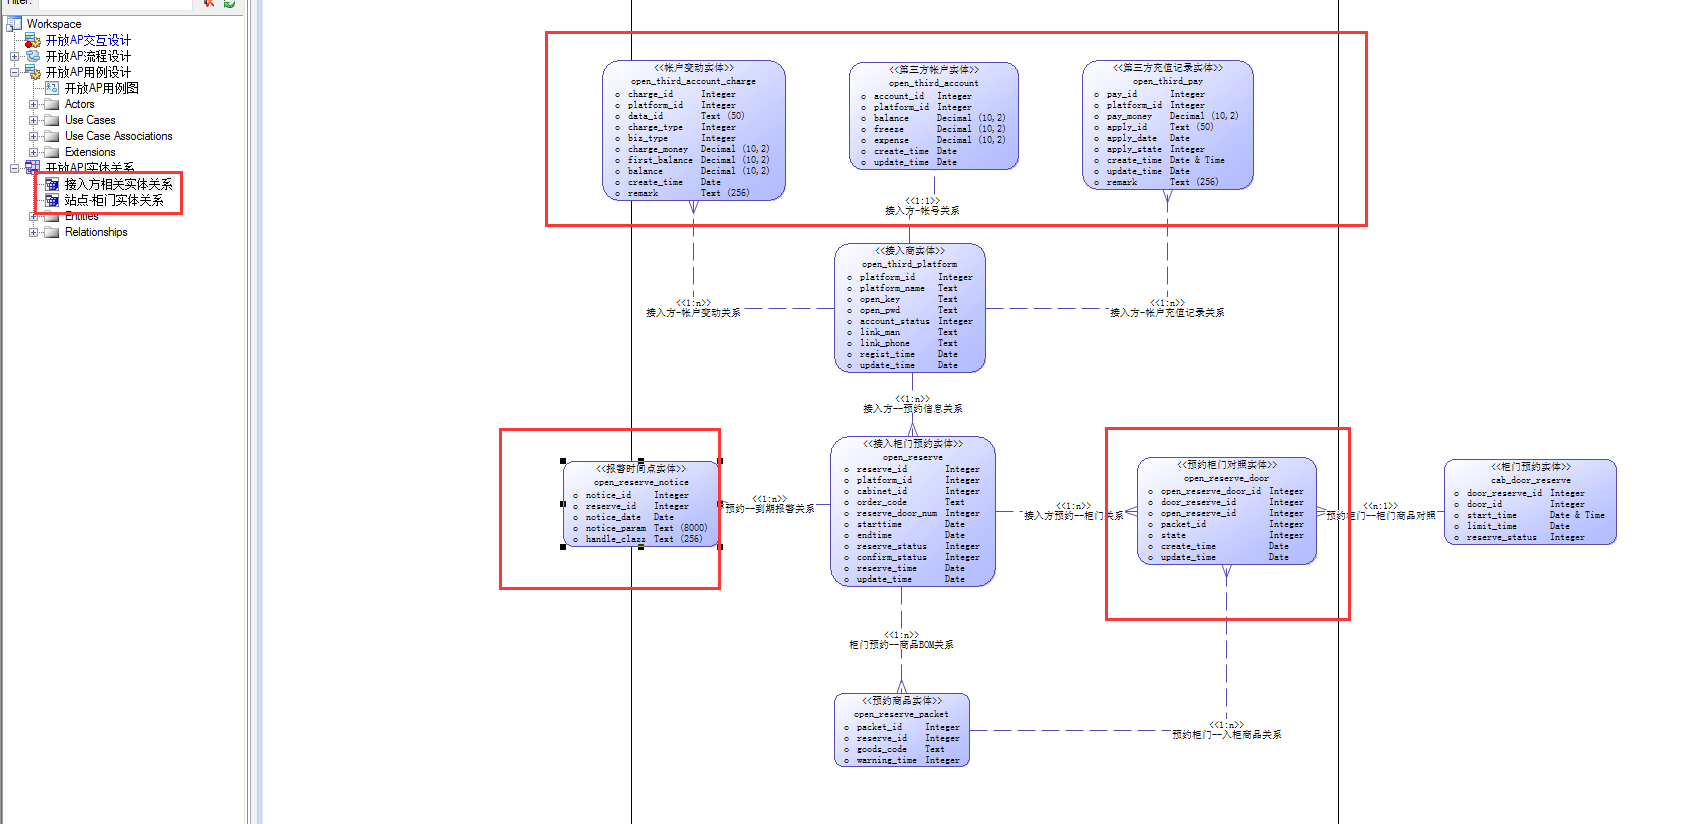 Filter:
Workspace
开放AP交互设计
开放AP流程设计
开放AP用例设计
开放AP用例图
Actors
Use Cases
Use Case Associations
Extensions
开放API实体关系
接入方相关实体关系
站点-柜门实体关系
Entities
Relationships
<<帐户变动实体>>
open_third_account_charge
charge_id Integer
platform_id Integer
data_id Text (50)
charge_type Integer
biz_type Integer
charge_money Decimal (10,2)
first_balance Decimal (10,2)
balance Decimal (10,2)
create_time Date
remark Text (256)
<<第三方帐户实体>>
open_third_account
account_id Integer
platform_id Integer
balance Decimal (10,2)
freeze Decimal (10,2)
expense Decimal (10,2)
create_time Date
update_time Date
<<第三方充值记录实体>>
open_third_pay
pay_id Integer
platform_id Integer
pay_money Decimal (10,2)
apply_id Text (50)
apply_date Date
apply_state Integer
create_time Date & Time
update_time Date
remark Text (256)
<<1:1>>
接入方-帐号关系
<<接入商实体>>
open_third_platform
platform_id Integer
platform_name Text
open_key Text
open_pwd Text
account_status Integer
link_man Text
link_phone Text
regist_time Date
update_time Date
<<1:n>>
接入方-帐户变动关系
<<1:n>>
接入方-帐户充值记录关系
<<1:n>>
接入方--预约信息关系
<<报警时间点实体>>
open_reserve_notice
notice_id Integer
reserve_id Integer
notice_date Date
notice_param Text (8000)
handle_clazz Text (256)
<<1:n>>
预约--到期报警关系
<<接入柜门预约实体>>
open_reserve
reserve_id Integer
platform_id Integer
cabinet_id Integer
order_code Text
reserve_door_num Integer
starttime Date
endtime Date
reserve_status Integer
confirm_status Integer
reserve_time Date
update_time Date
<<1:n>>
接入方预约--柜门关系
<<预约柜门对照实体>>
open_reserve_door
open_reserve_door_id Integer
door_reserve_id Integer
open_reserve_id Integer
packet_id Integer
state Integer
create_time Date
update_time Date
<<n:1>>
预约柜门--柜门商品对照
<<柜门预约实体>>
cab_door_reserve
door_reserve_id Integer
door_id Integer
start_time Date & Time
limit_time Date
reserve_status Integer
<<1:n>>
柜门预约--商品BOM关系
<<预约商品实体>>
open_reserve_packet
packet_id Integer
reserve_id Integer
goods_code Text
warning_time Integer
<<1:n>>
预约柜门--入柜商品关系